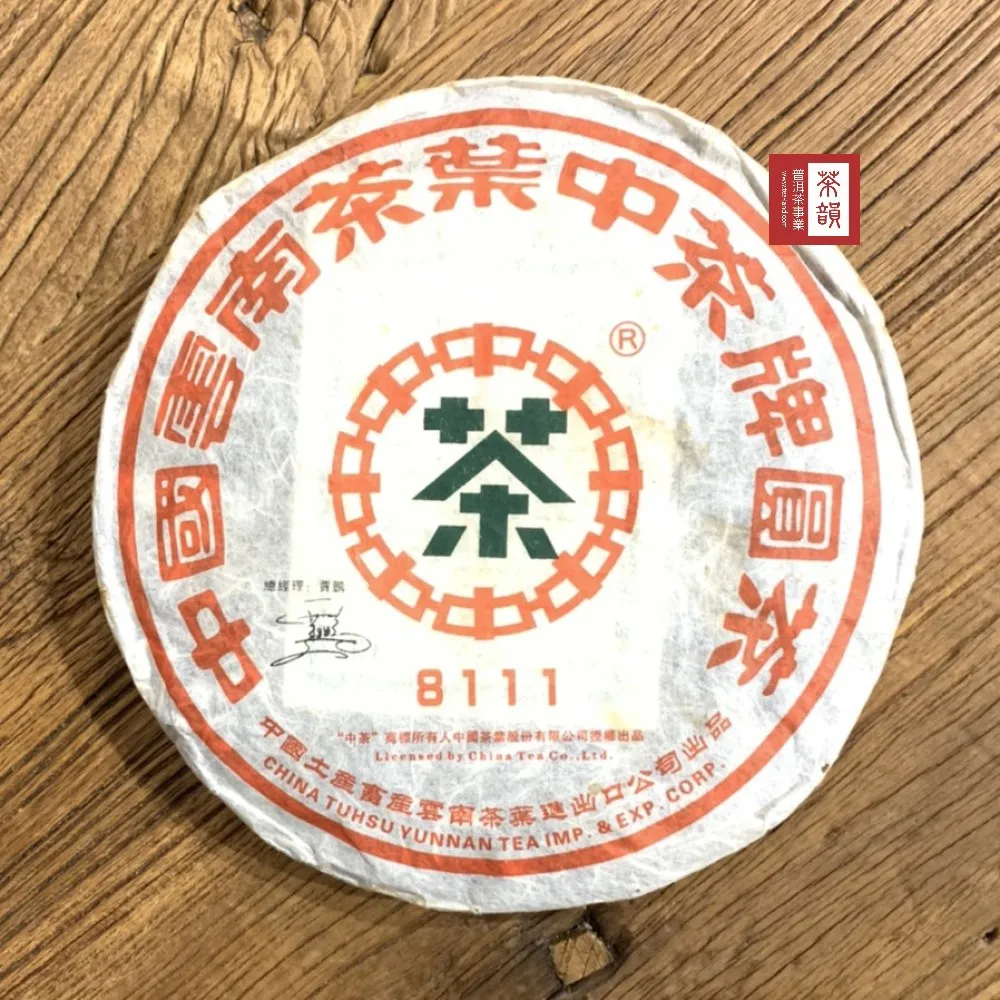 中國雲南茶葉中茶牌圓茶
茶韻
普洱茶事業
®
茶
總經理：
8111
“中茶”商標所有人中國茶葉股份有限公司授權出品
Licensed by China Tea Co., Ltd.
中國土產畜產雲南茶葉進出口公司出品
CHINA TUHSU YUNNAN TEA IMP. & EXP. CORP.